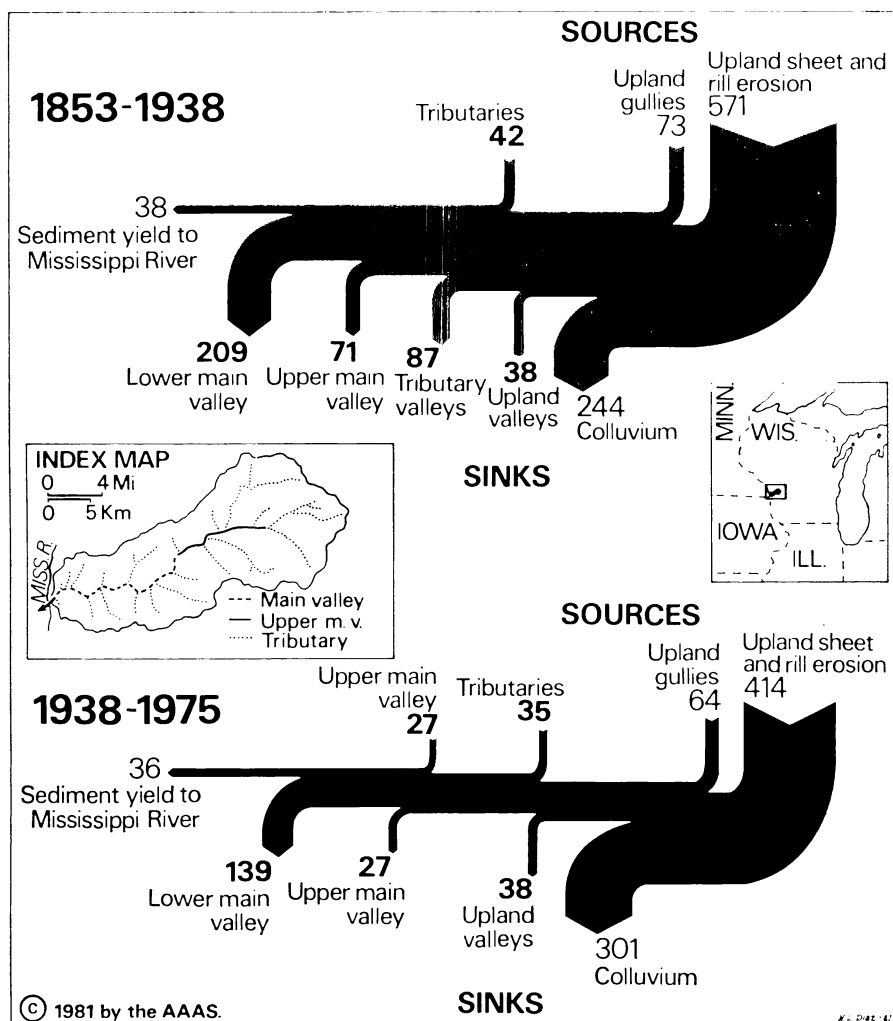 SOURCES
1853-1938
Upland sheet and
rill erosion
571
Upland
gullies
73
Tributaries
42
38
Sediment yield to
Mississippi River
209
Lower main
valley
71
Upper main
valley
87
Tributary
valleys
38
Upland
valleys
244
Colluvium
SINKS
INDEX MAP
0 4 Mi
0 5 Km
MISS. R.
Main valley
Upper m. v.
Tributary
MINN.
WIS.
IOWA
ILL.
SOURCES
1938-1975
Upper main
valley
27
Tributaries
35
Upland
gullies
64
Upland sheet
and rill erosion
414
36
Sediment yield to
Mississippi River
139
Lower main
valley
27
Upper main
valley
38
Upland
valleys
301
Colluvium
SINKS
© 1981 by the AAAS.